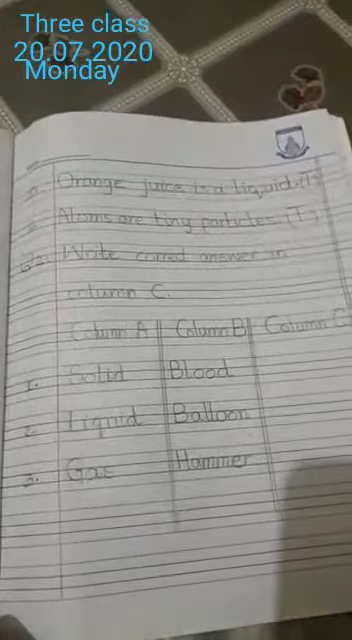 Three class
20.07.2020
Monday
Orange juice is a liquid. (T)
Atoms are tiny particles. (T)
Write correct answer in
column C.
Column A Column B Column C
1. Solid Blood
2. Liquid Balloon
3. Gas Hammer